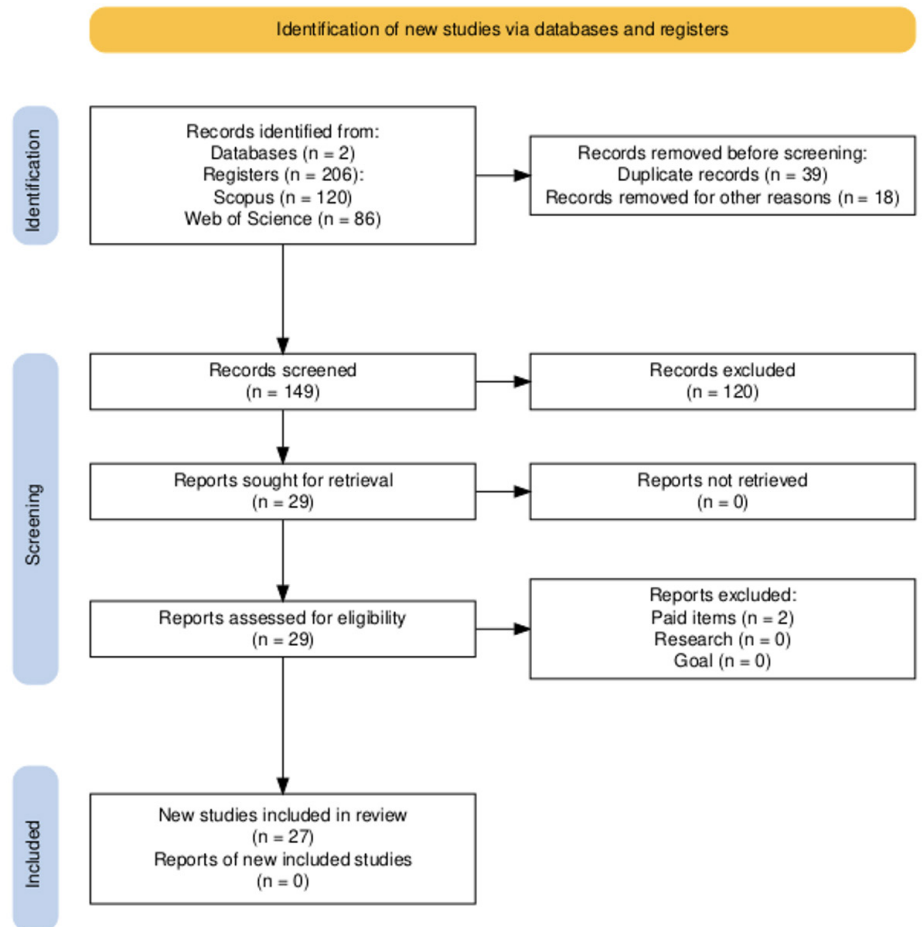 Identification of new studies via databases and registers
Identification
Records identified from:
Databases (n = 2)
Registers (n = 206):
Scopus (n = 120)
Web of Science (n = 86)
Records removed before screening:
Duplicate records (n = 39)
Records removed for other reasons (n = 18)
Screening
Records screened
(n = 149)
Records excluded
(n = 120)
Reports sought for retrieval
(n = 29)
Reports not retrieved
(n = 0)
Reports assessed for eligibility
(n = 29)
Reports excluded:
Paid items (n = 2)
Research (n = 0)
Goal (n = 0)
Included
New studies included in review
(n = 27)
Reports of new included studies
(n = 0)